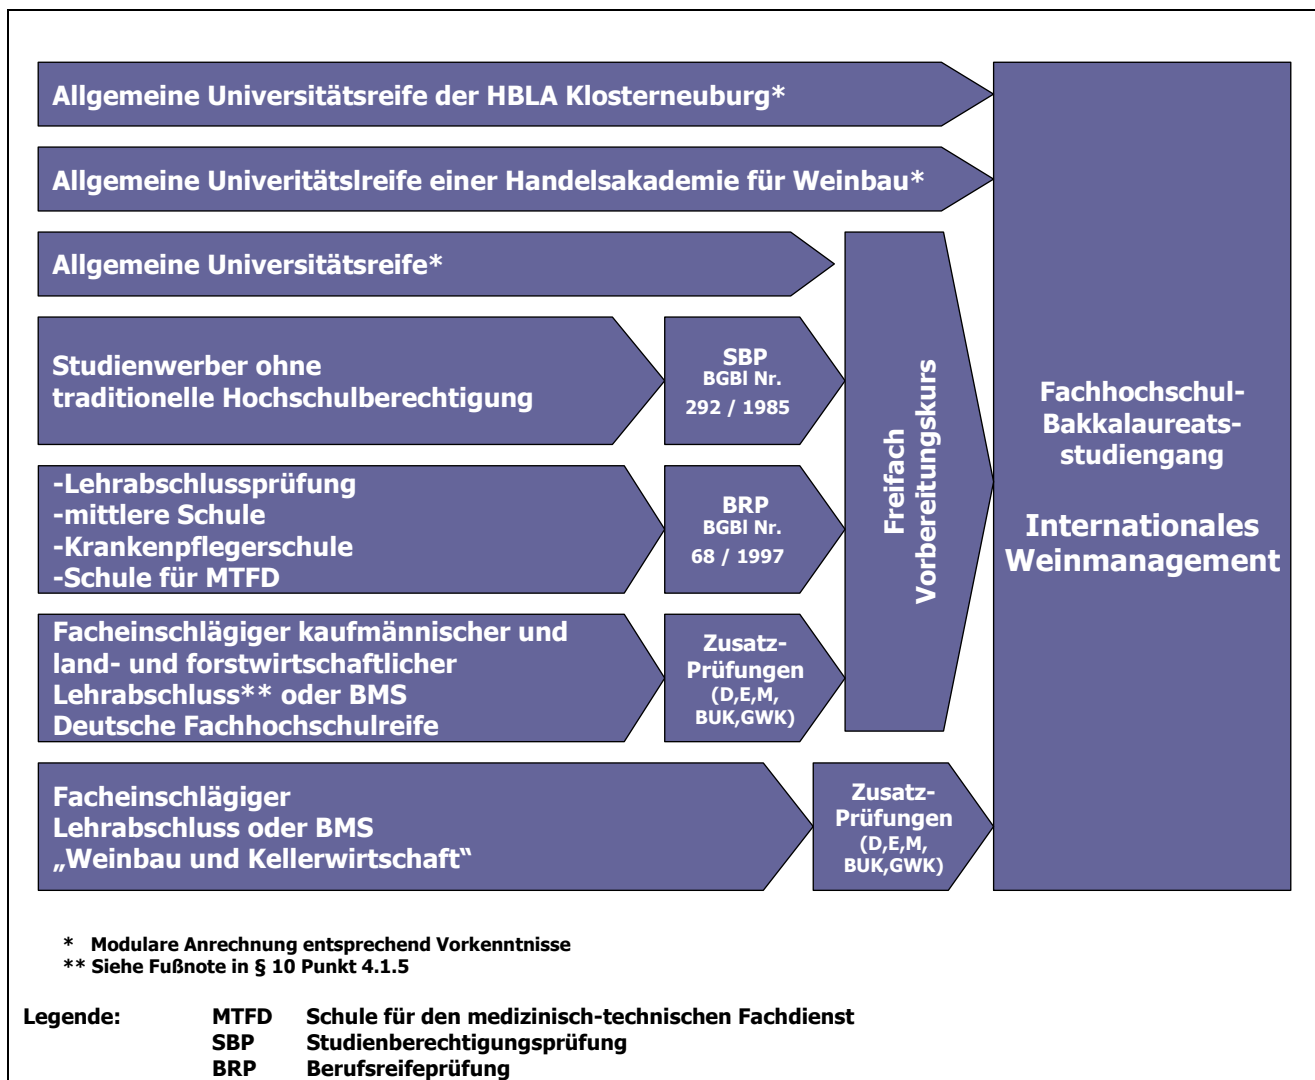 Allgemeine Universitätsreife der HBLA Klosterneuburg*
Allgemeine Univeritätslreife einer Handelsakademie für Weinbau*
Allgemeine Universitätsreife*
Studienwerber ohne
traditionelle Hochschulberechtigung
SBP
BGBl Nr.
292 / 1985
-Lehrabschlussprüfung
-mittlere Schule
-Krankenpflegerschule
-Schule für MTFD
BRP
BGBl Nr.
68 / 1997
Facheinschlägiger kaufmännischer und
land- und forstwirtschaftlicher
Lehrabschluss** oder BMS
Deutsche Fachhochschulreife
Zusatz-
Prüfungen
(D,E,M,
BUK,GWK)
Freifach
Vorbereitungskurs
Facheinschlägiger
Lehrabschluss oder BMS
„Weinbau und Kellerwirtschaft“
Zusatz-
Prüfungen
(D,E,M,
BUK,GWK)
Fachhochschul-
Bakkalaureats-
studiengang
Internationales
Weinmanagement
* Modulare Anrechnung entsprechend Vorkenntnisse
** Siehe Fußnote in § 10 Punkt 4.1.5
Legende: MTFD Schule für den medizinisch-technischen Fachdienst
SBP Studienberechtigungsprüfung
BRP Berufsreifeprüfung